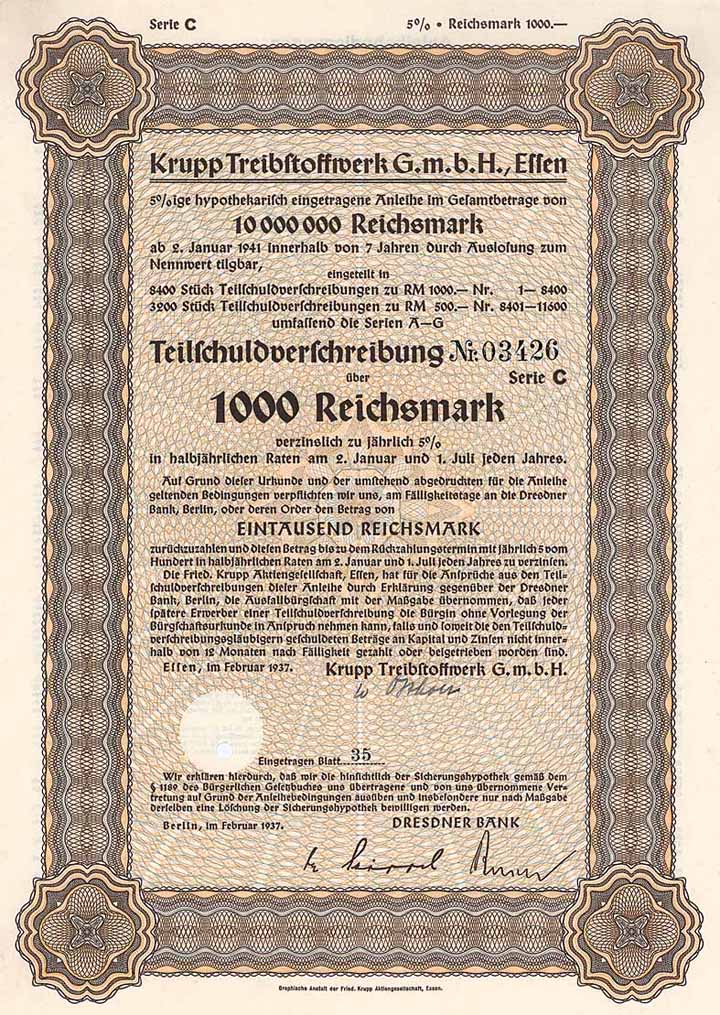 Serie C 5% • Reichsmark 1000.—
Krupp Treibstoffwerk G.m.b.H., Essen
5%ige hypothekarisch eingetragene Anleihe im Gesamtbetrage von
10 000 000 Reichsmark
ab 2. Januar 1941 innerhalb von 7 Jahren durch Auslosung zum
Nennwert tilgbar,
eingeteilt in
8400 Stück Teilschuldverschreibungen zu RM 1000.— Nr. 1— 8400
3200 Stück Teilschuldverschreibungen zu RM 500.— Nr. 8401—11600
umfassend die Serien A—G
Teilschuldverschreibung Nr. 03426
über Serie C
1000 Reichsmark
verzinslich zu jährlich 5%
in halbjährlichen Raten am 2. Januar und 1. Juli jeden Jahres.
Auf Grund dieser Urkunde und der umstehend abgedruckten für die Anleihe
geltenden Bedingungen verpflichten wir uns, am Fälligkeitstage an die Dresdner
Bank, Berlin, oder deren Order den Betrag von
EINTAUSEND REICHSMARK
zurückzuzahlen und diesen Betrag bis zu dem Rückzahlungstermin mit jährlich 5 vom
Hundert in halbjährlichen Raten am 2. Januar und 1. Juli jeden Jahres zu verzinsen.
Die Fried. Krupp Aktiengesellschaft, Essen, hat für die Ansprüche aus den Teil-
schuldverschreibungen dieser Anleihe durch Erklärung gegenüber der Dresdner
Bank, Berlin, die Ausfallbürgschaft mit der Maßgabe übernommen, daß jeder
spätere Erwerber einer Teilschuldverschreibung die Bürgin ohne Vorlegung der
Bürgschaftsurkunde in Anspruch nehmen kann, falls und soweit die den Teilschuld-
verschreibungsgläubigern geschuldeten Beträge an Kapital und Zinsen nicht inner-
halb von 12 Monaten nach Fälligkeit gezahlt oder beigetrieben worden sind.
Essen, im Februar 1937. Krupp Treibstoffwerk G.m.b.H.
Eingetragen Blatt 35
Wir erklären hierdurch, daß wir die hinsichtlich der Sicherungshypothek gemäß dem
§ 1189 des Bürgerlichen Gesetzbuches uns übertragene und von uns übernommene Ver-
tretung auf Grund der Anleihebedingungen ausüben und insbesondere nur nach Maßgabe
derselben eine Löschung der Sicherungshypothek bewilligen werden.
Berlin, im Februar 1937. DRESDNER BANK
Graphische Anstalt der Fried. Krupp Aktiengesellschaft, Essen.